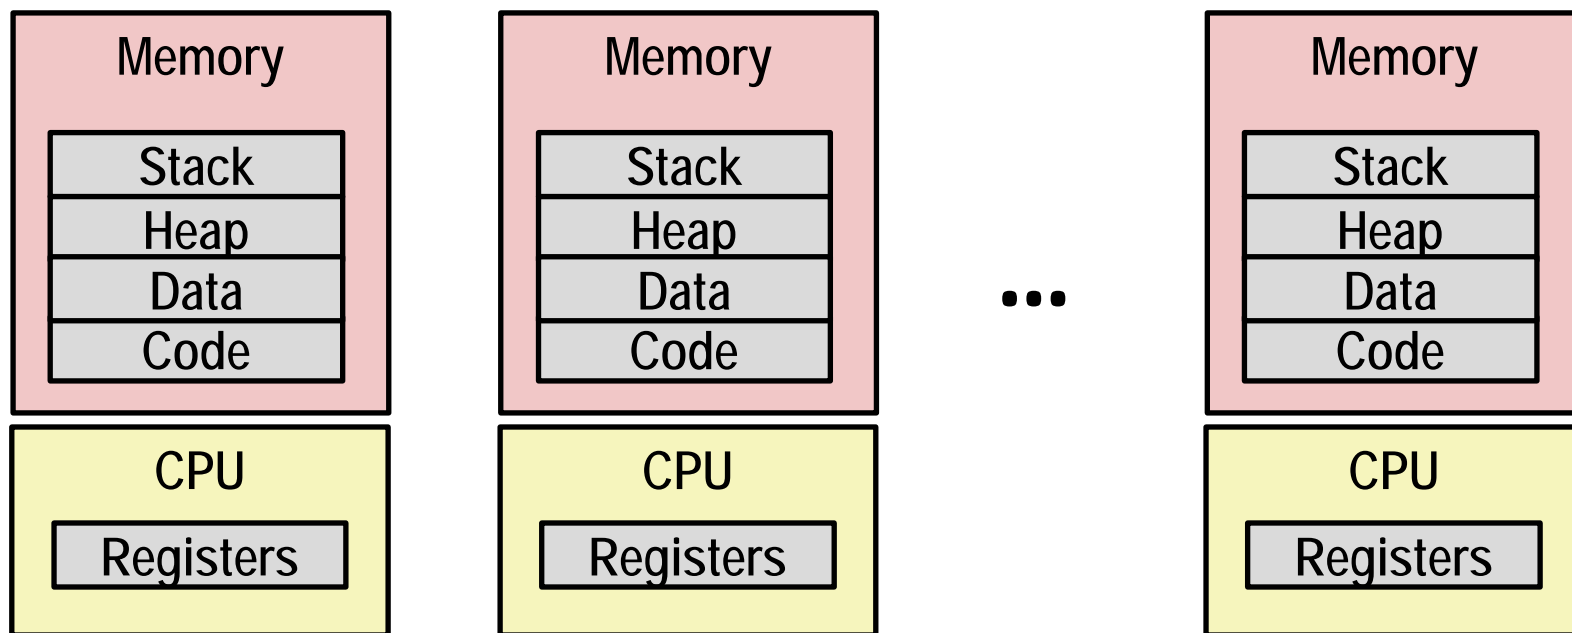 Memory
Stack
Heap
Data
Code
CPU
Registers
Memory
Stack
Heap
Data
Code
CPU
Registers
...
Memory
Stack
Heap
Data
Code
CPU
Registers